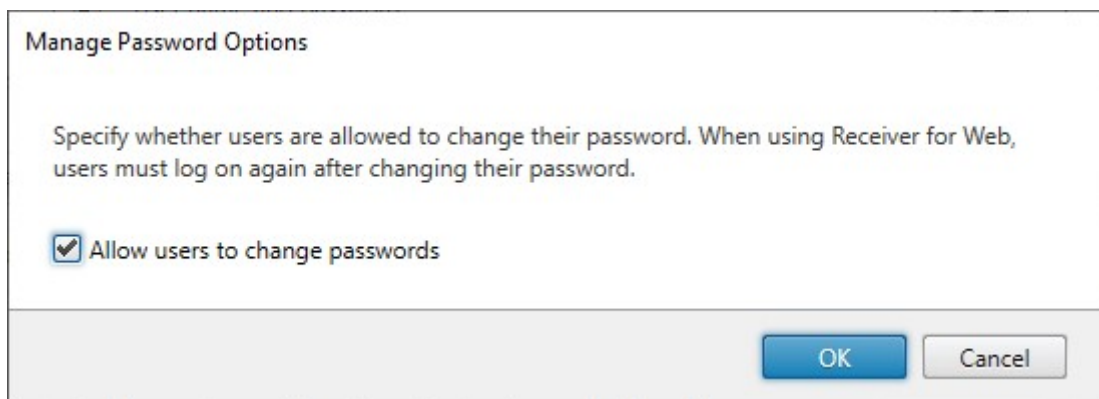 Manage Password Options
Specify whether users are allowed to change their password. When using Receiver for Web,
users must log on again after changing their password.
Allow users to change passwords
OK
Cancel